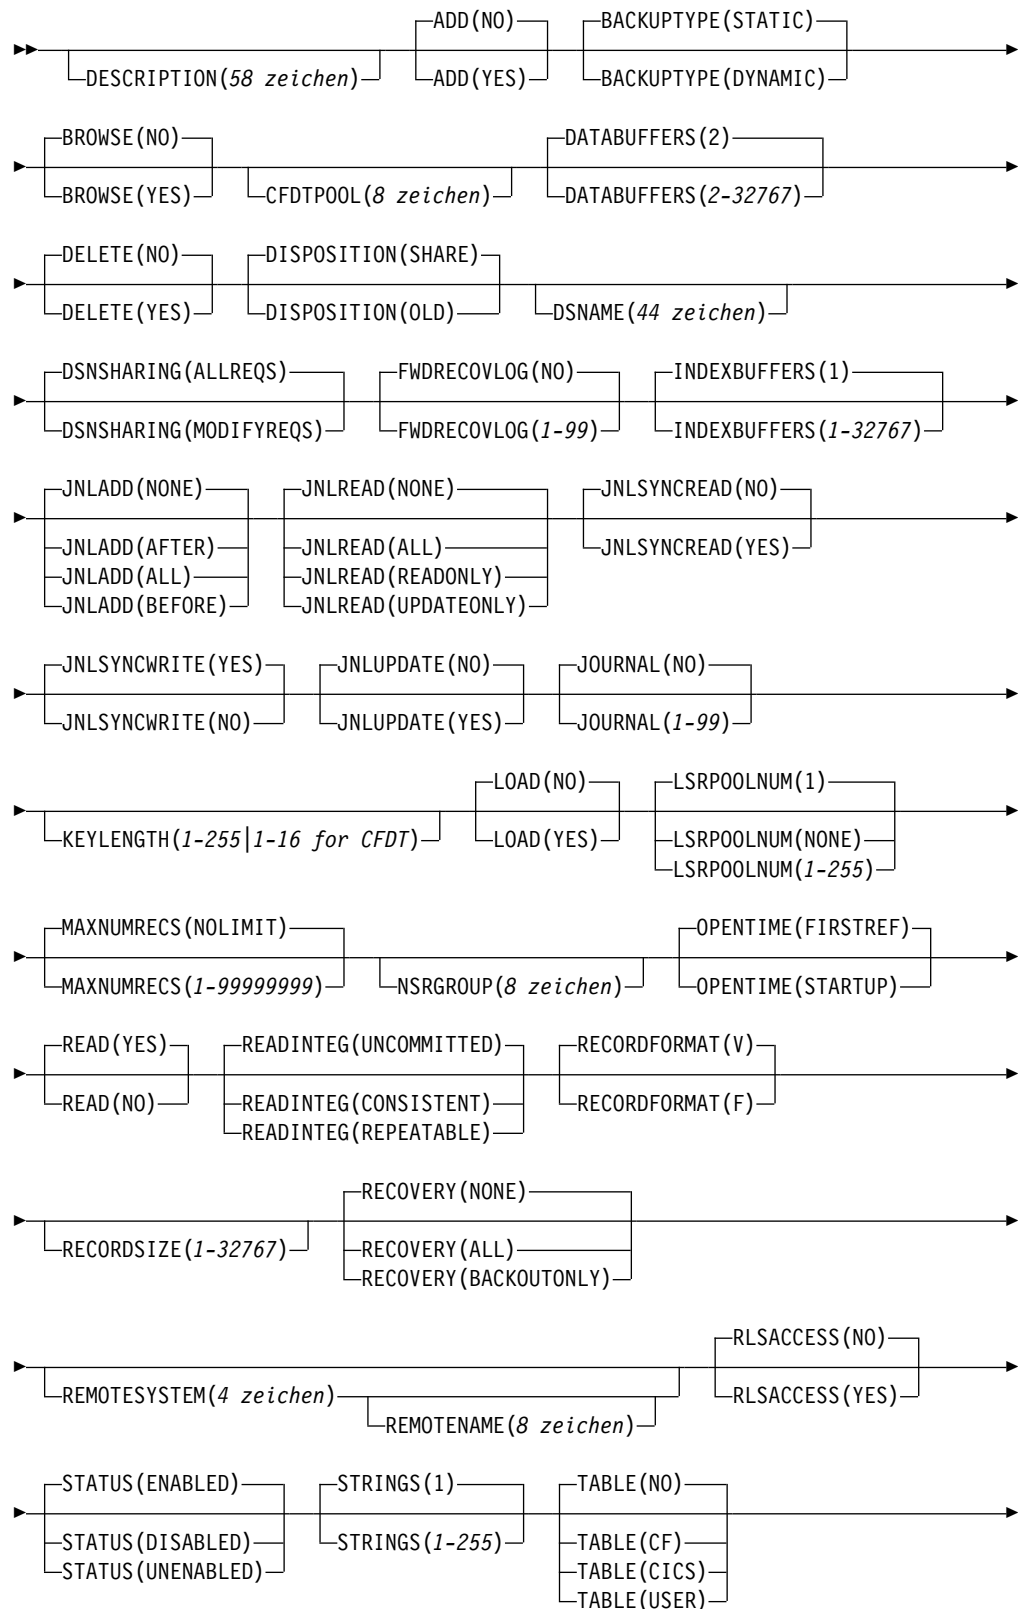 ADD(NO) BACKUPTYPE(STATIC)
DESCRIPTION(58 zeichen) ADD(YES) BACKUPTYPE(DYNAMIC)
BROWSE(NO) DATABUFFERS(2)
BROWSE(YES) CFDTPOOL(8 zeichen) DATABUFFERS(2-32767)
DELETE(NO) DISPOSITION(SHARE)
DELETE(YES) DISPOSITION(OLD) DSNAME(44 zeichen)
DSNSHARING(ALLREQS) FWDRECOVLOG(NO) INDEXBUFFERS(1)
DSNSHARING(MODIFYREQS) FWDRECOVLOG(1-99) INDEXBUFFERS(1-32767)
JNLADD(NONE) JNLREAD(NONE) JNLSYNCREAD(NO)
JNLADD(AFTER) JNLREAD(ALL) JNLSYNCREAD(YES)
JNLADD(ALL) JNLREAD(READONLY)
JNLADD(BEFORE) JNLREAD(UPDATEONLY)
JNLSYNCWRITE(YES) JNLUPDATE(NO) JOURNAL(NO)
JNLSYNCWRITE(NO) JNLUPDATE(YES) JOURNAL(1-99)
LOAD(NO) LSRPOOLNUM(1)
KEYLENGTH(1-255|1-16 for CFDT) LOAD(YES) LSRPOOLNUM(NONE)
LSRPOOLNUM(1-255)
MAXNUMRECS(NOLIMIT) OPENTIME(FIRSTREF)
MAXNUMRECS(1-99999999) NSRGROUP(8 zeichen) OPENTIME(STARTUP)
READ(YES) READINTEG(UNCOMMITTED) RECORDFORMAT(V)
READ(NO) READINTEG(CONSISTENT) RECORDFORMAT(F)
READINTEG(REPEATABLE)
RECOVERY(NONE)
RECORDSIZE(1-32767) RECOVERY(ALL)
RECOVERY(BACKOUTONLY)
RLSACCESS(NO)
REMOTESYSTEM(4 zeichen) RLSACCESS(YES)
REMOTENAME(8 zeichen)
STATUS(ENABLED) STRINGS(1) TABLE(NO)
STATUS(DISABLED) STRINGS(1-255) TABLE(CF)
STATUS(UNENABLED) TABLE(CICS)
TABLE(USER)